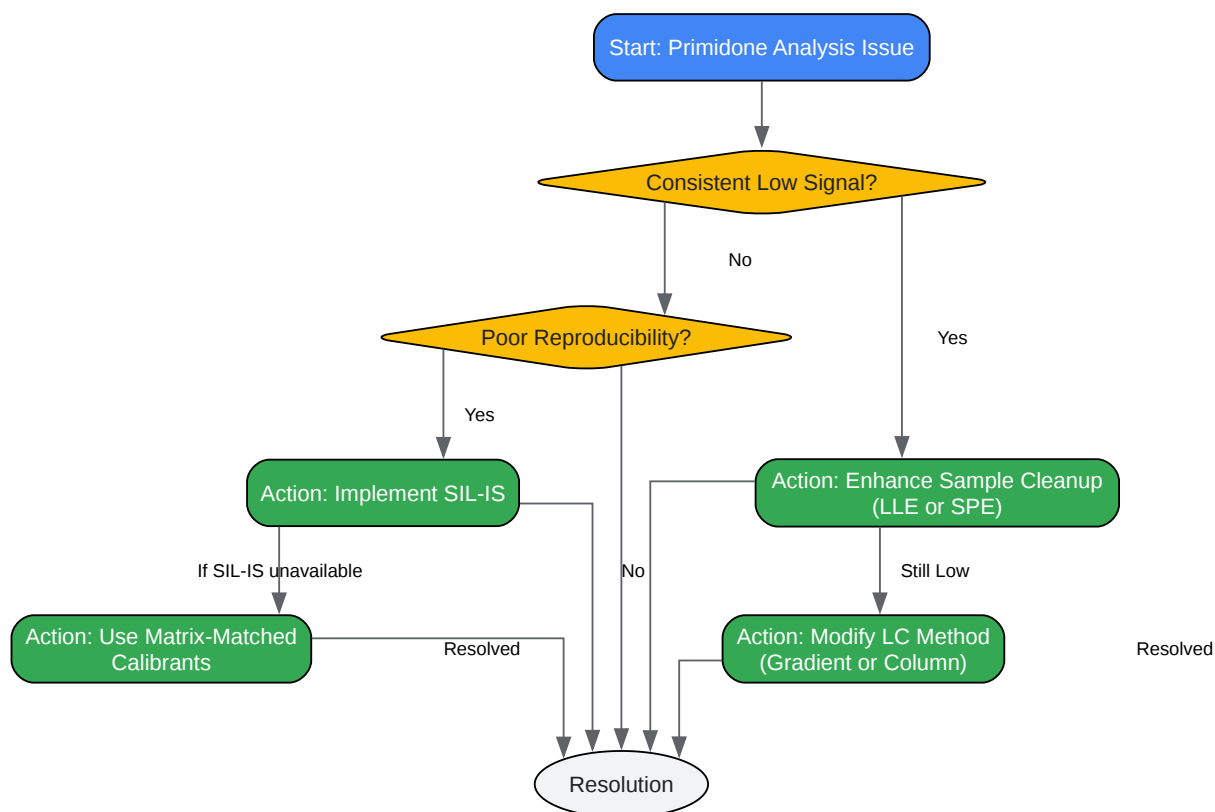 Start: Primidone Analysis Issue
Consistent Low Signal?
No
Poor Reproducibility?
Yes
Yes
Action: Implement SIL-IS
Action: Enhance Sample Cleanup
(LLE or SPE)
If SIL-IS unavailable
No
Still Low
Action: Use Matrix-Matched
Calibrants
Resolved
Action: Modify LC Method
(Gradient or Column)
Resolved
Resolution